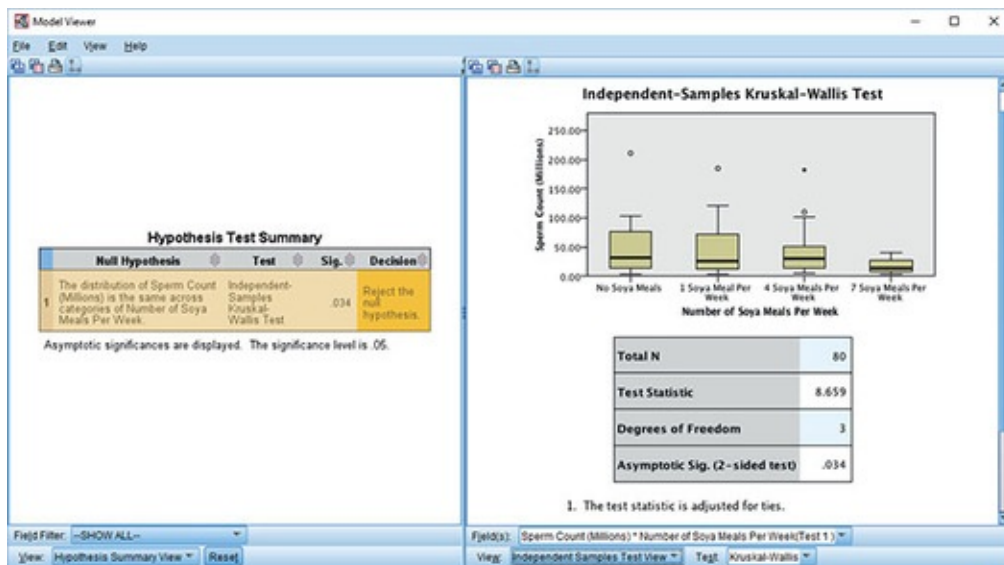 Model Viewer
File Edit View Help
Hypothesis Test Summary
Null Hypothesis Test Sig. Decision
1 The distribution of Sperm Count (Millions) is the same across categories of Number of Soya Meals Per Week. Independent-Samples Kruskal-Wallis Test .034 Reject the null hypothesis.
Asymptotic significances are displayed. The significance level is .05.
Field Filter: --SHOW ALL--
View: Hypothesis Summary View Reset
Independent-Samples Kruskal-Wallis Test
Sperm Count (Millions)
250.00
200.00
150.00
100.00
50.00
0.00
No Soya Meals 1 Soya Meal Per Week 4 Soya Meals Per Week 7 Soya Meals Per Week
Number of Soya Meals Per Week
Total N 80
Test Statistic 8.659
Degrees of Freedom 3
Asymptotic Sig. (2-sided test) .034
1. The test statistic is adjusted for ties.
Field(s): Sperm Count (Millions) * Number of Soya Meals Per Week(Test 1)
View: Independent Samples Test View Test: Kruskal-Wallis